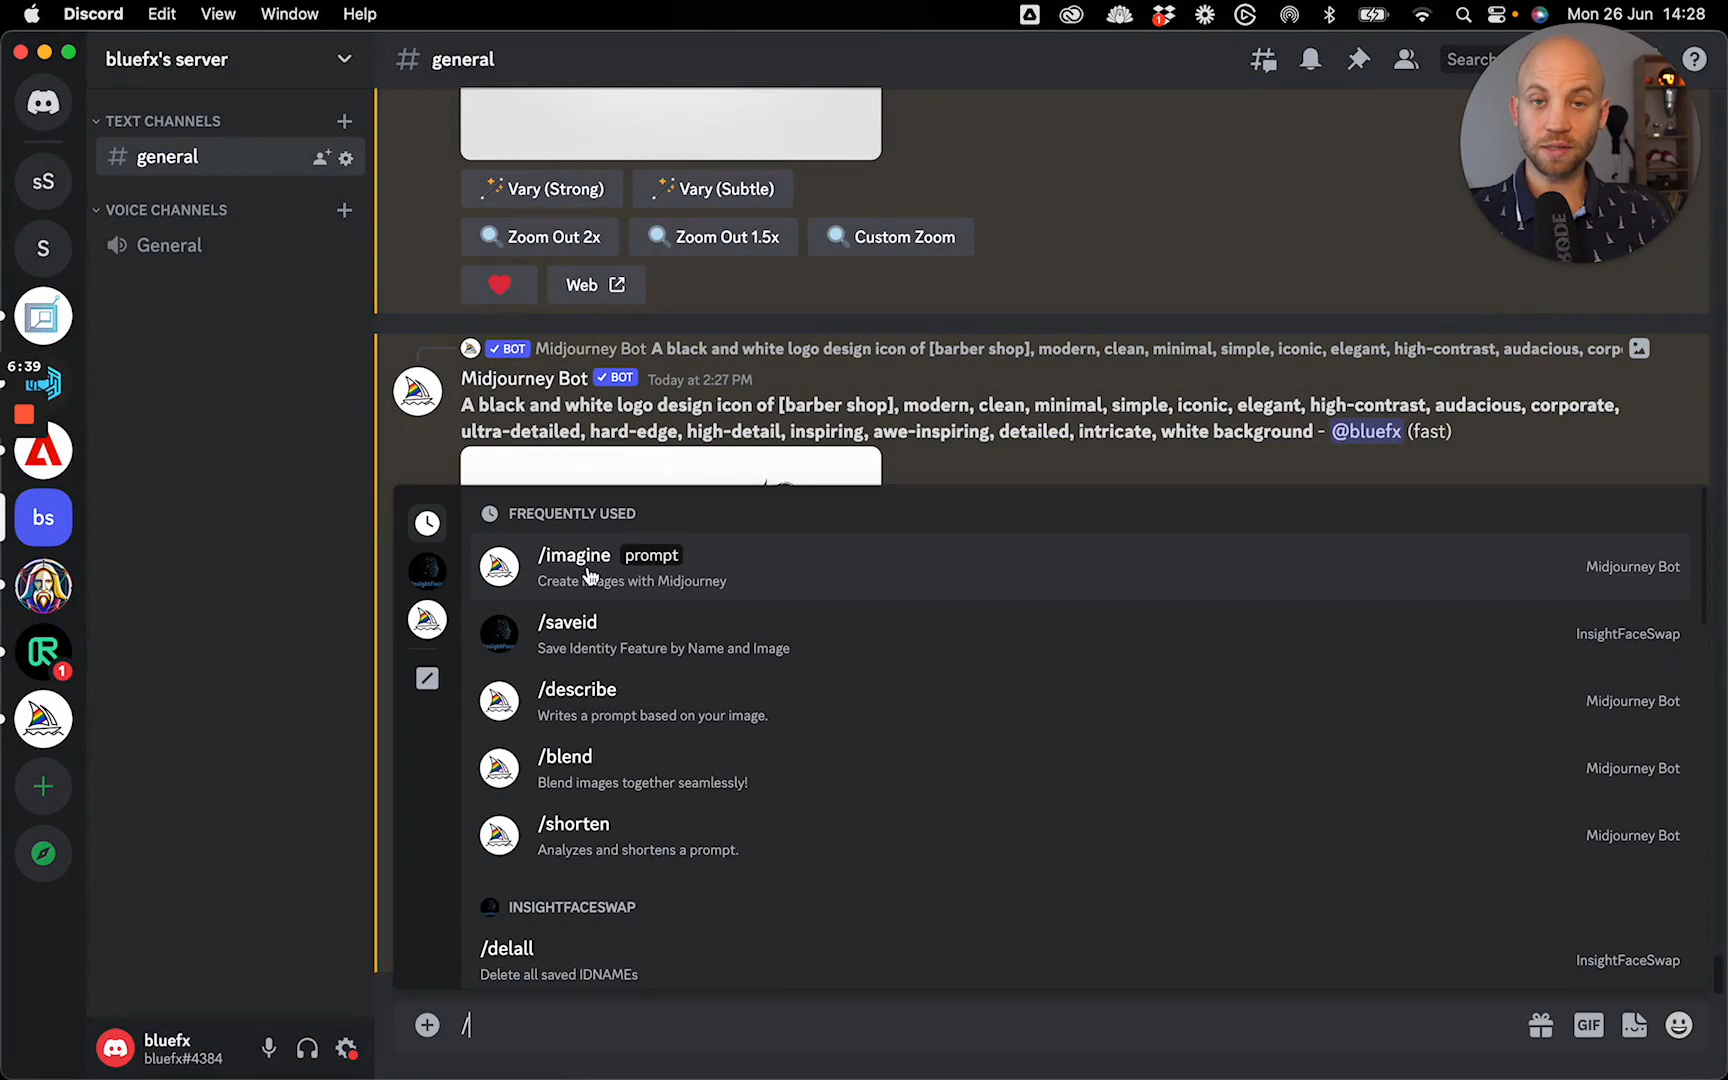 Discord Edit View Window Help
Mon 26 Jun 14:28
bluefx's server
general
Search
TEXT CHANNELS
general
VOICE CHANNELS
General
sS
S
6:39
bs
1
1
Vary (Strong)
Vary (Subtle)
Zoom Out 2x
Zoom Out 1.5x
Custom Zoom
Web
BOT Midjourney Bot A black and white logo design icon of [barber shop], modern, clean, minimal, simple, iconic, elegant, high-contrast, audacious, corp
Midjourney Bot BOT Today at 2:27 PM
A black and white logo design icon of [barber shop], modern, clean, minimal, simple, iconic, elegant, high-contrast, audacious, corporate,
ultra-detailed, hard-edge, high-detail, inspiring, awe-inspiring, detailed, intricate, white background - @bluefx (fast)
FREQUENTLY USED
/imagine prompt
Create images with Midjourney
Midjourney Bot
/saveid
Save Identity Feature by Name and Image
InsightFaceSwap
/describe
Writes a prompt based on your image.
Midjourney Bot
/blend
Blend images together seamlessly!
Midjourney Bot
/shorten
Analyzes and shortens a prompt.
Midjourney Bot
INSIGHTFACESWAP
/delall
Delete all saved IDNAMEs
InsightFaceSwap
/
GIF
bluefx
bluefx#4384
RODE